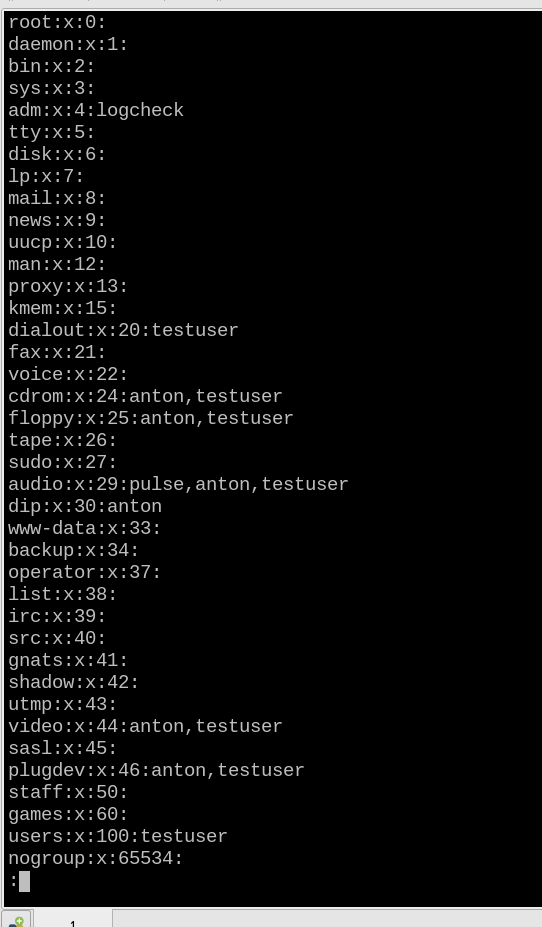 root:x:0:
daemon:x:1:
bin:x:2:
sys:x:3:
adm:x:4:logcheck
tty:x:5:
disk:x:6:
lp:x:7:
mail:x:8:
news:x:9:
uucp:x:10:
man:x:12:
proxy:x:13:
kmem:x:15:
dialout:x:20:testuser
fax:x:21:
voice:x:22:
cdrom:x:24:anton,testuser
floppy:x:25:anton,testuser
tape:x:26:
sudo:x:27:
audio:x:29:pulse,anton,testuser
dip:x:30:anton
www-data:x:33:
backup:x:34:
operator:x:37:
list:x:38:
irc:x:39:
src:x:40:
gnats:x:41:
shadow:x:42:
utmp:x:43:
video:x:44:anton,testuser
sasl:x:45:
plugdev:x:46:anton,testuser
staff:x:50:
games:x:60:
users:x:100:testuser
nogroup:x:65534:
:
1